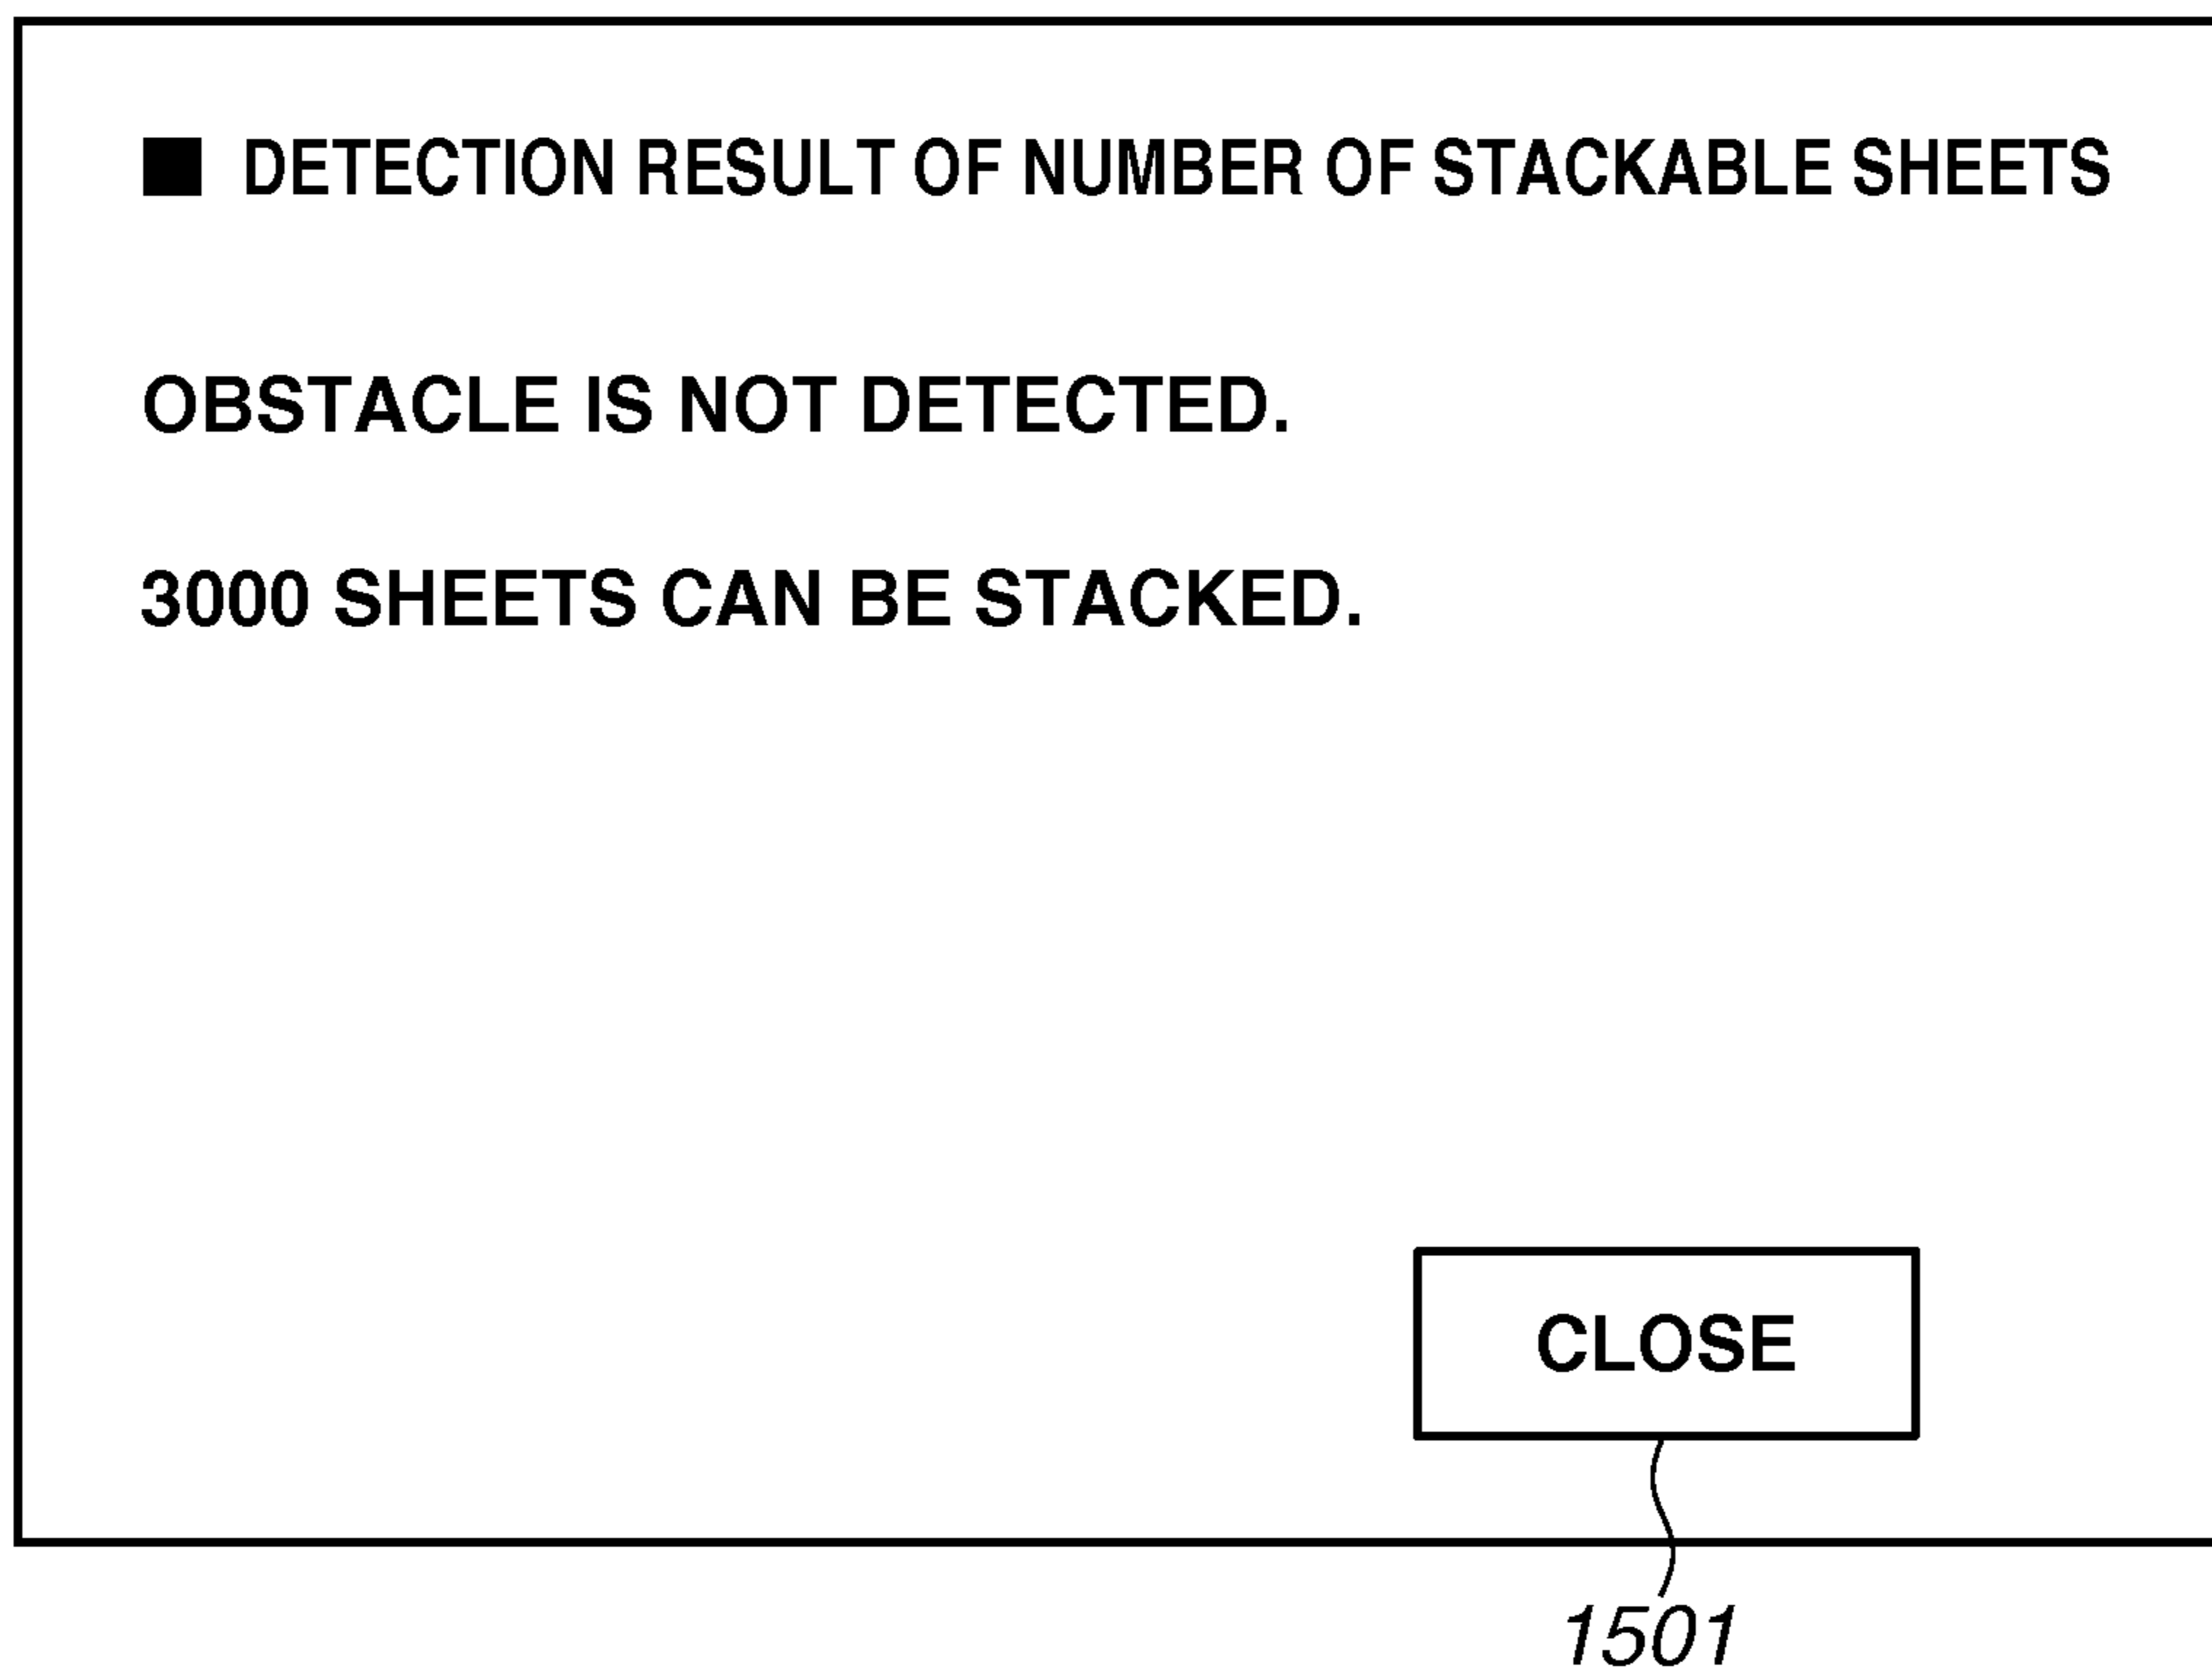 ■ DETECTION RESULT OF NUMBER OF STACKABLE SHEETS
OBSTACLE IS NOT DETECTED.
3000 SHEETS CAN BE STACKED.
CLOSE
1501